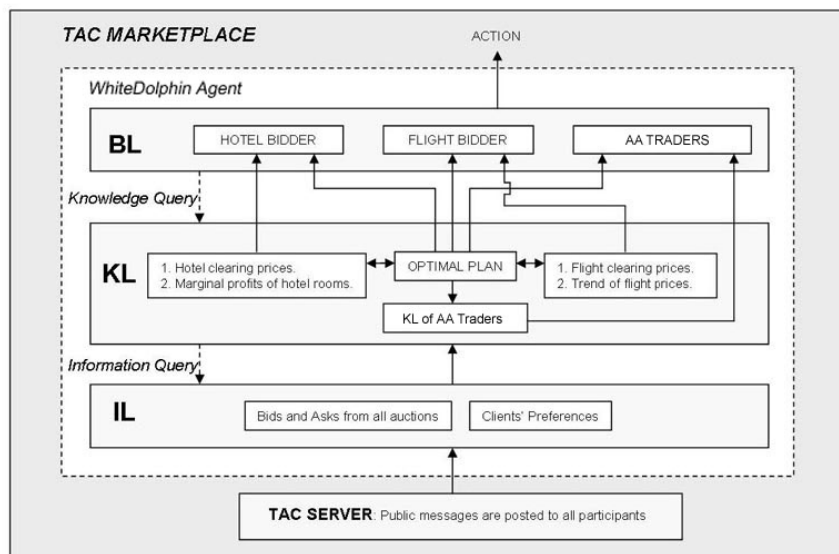 TAC MARKETPLACE
ACTION
WhiteDolphin Agent
BL
HOTEL BIDDER
FLIGHT BIDDER
AA TRADERS
Knowledge Query
KL
1. Hotel clearing prices.
2. Marginal profits of hotel rooms.
OPTIMAL PLAN
1. Flight clearing prices.
2. Trend of flight prices.
KL of AA Traders
Information Query
IL
Bids and Asks from all auctions
Clients' Preferences
TAC SERVER: Public messages are posted to all participants